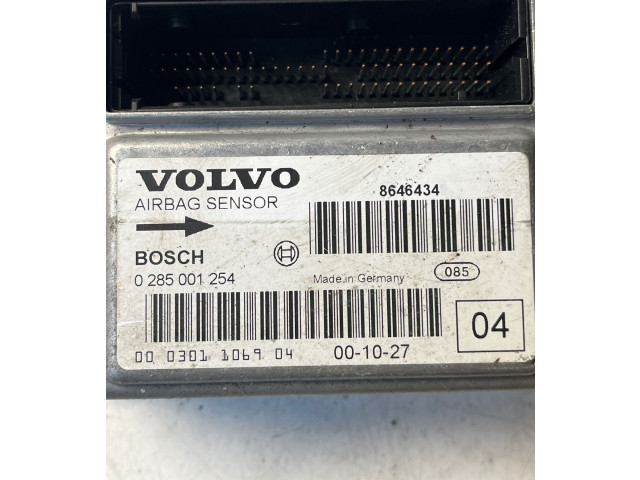 VOLVO
8646434
AIRBAG SENSOR
BOSCH
0 285 001 254
Made in Germany
085
04
00 0301 1069 04
00-10-27